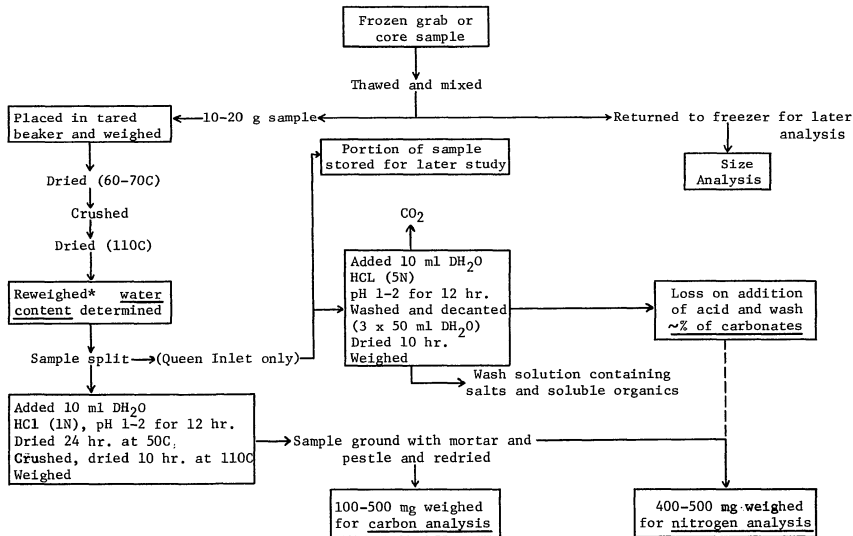 Frozen grab or
core sample
Thawed and mixed
Placed in tared
beaker and weighed
10-20 g sample
Returned to freezer for later
analysis
Portion of sample
stored for later study
Size
Analysis
Dried (60-70C)
Crushed
Dried (110C)
CO2
Reweighed* water
content determined
Added 10 ml DH2O
HCL (5N)
pH 1-2 for 12 hr.
Washed and decanted
(3 x 50 ml DH2O)
Dried 10 hr.
Weighed
Loss on addition
of acid and wash
~% of carbonates
Sample split
(Queen Inlet only)
Wash solution containing
salts and soluble organics
Added 10 ml DH2O
HCl (1N), pH 1-2 for 12 hr.
Dried 24 hr. at 50C
Crushed, dried 10 hr. at 110C
Weighed
Sample ground with mortar and
pestle and redried
100-500 mg weighed
for carbon analysis
400-500 mg weighed
for nitrogen analysis